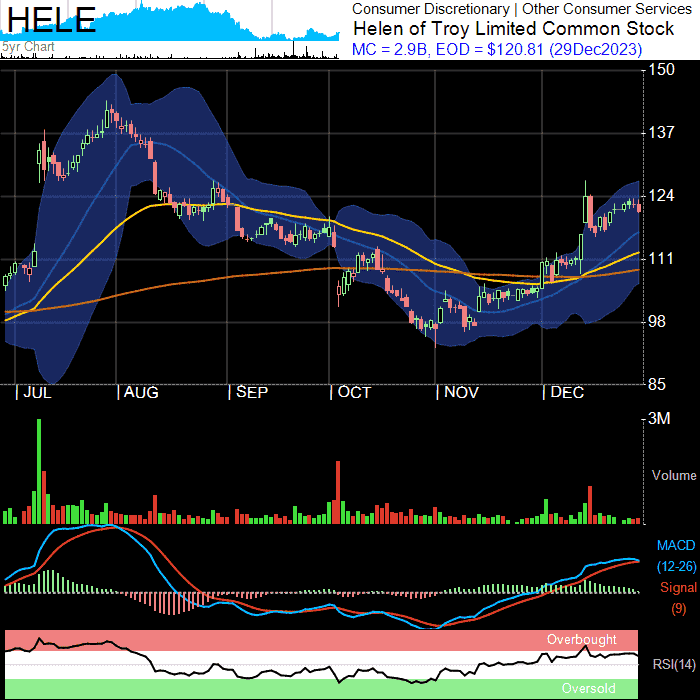 HELE
5yr Chart
Consumer Discretionary | Other Consumer Services
Helen of Troy Limited Common Stock
MC = 2.9B, EOD = $120.81 (29Dec2023)
150
137
124
111
98
85
| JUL | AUG | SEP | OCT | NOV | DEC
3M
Volume
MACD
(12-26)
Signal
(9)
Overbought
RSI(14)
Oversold